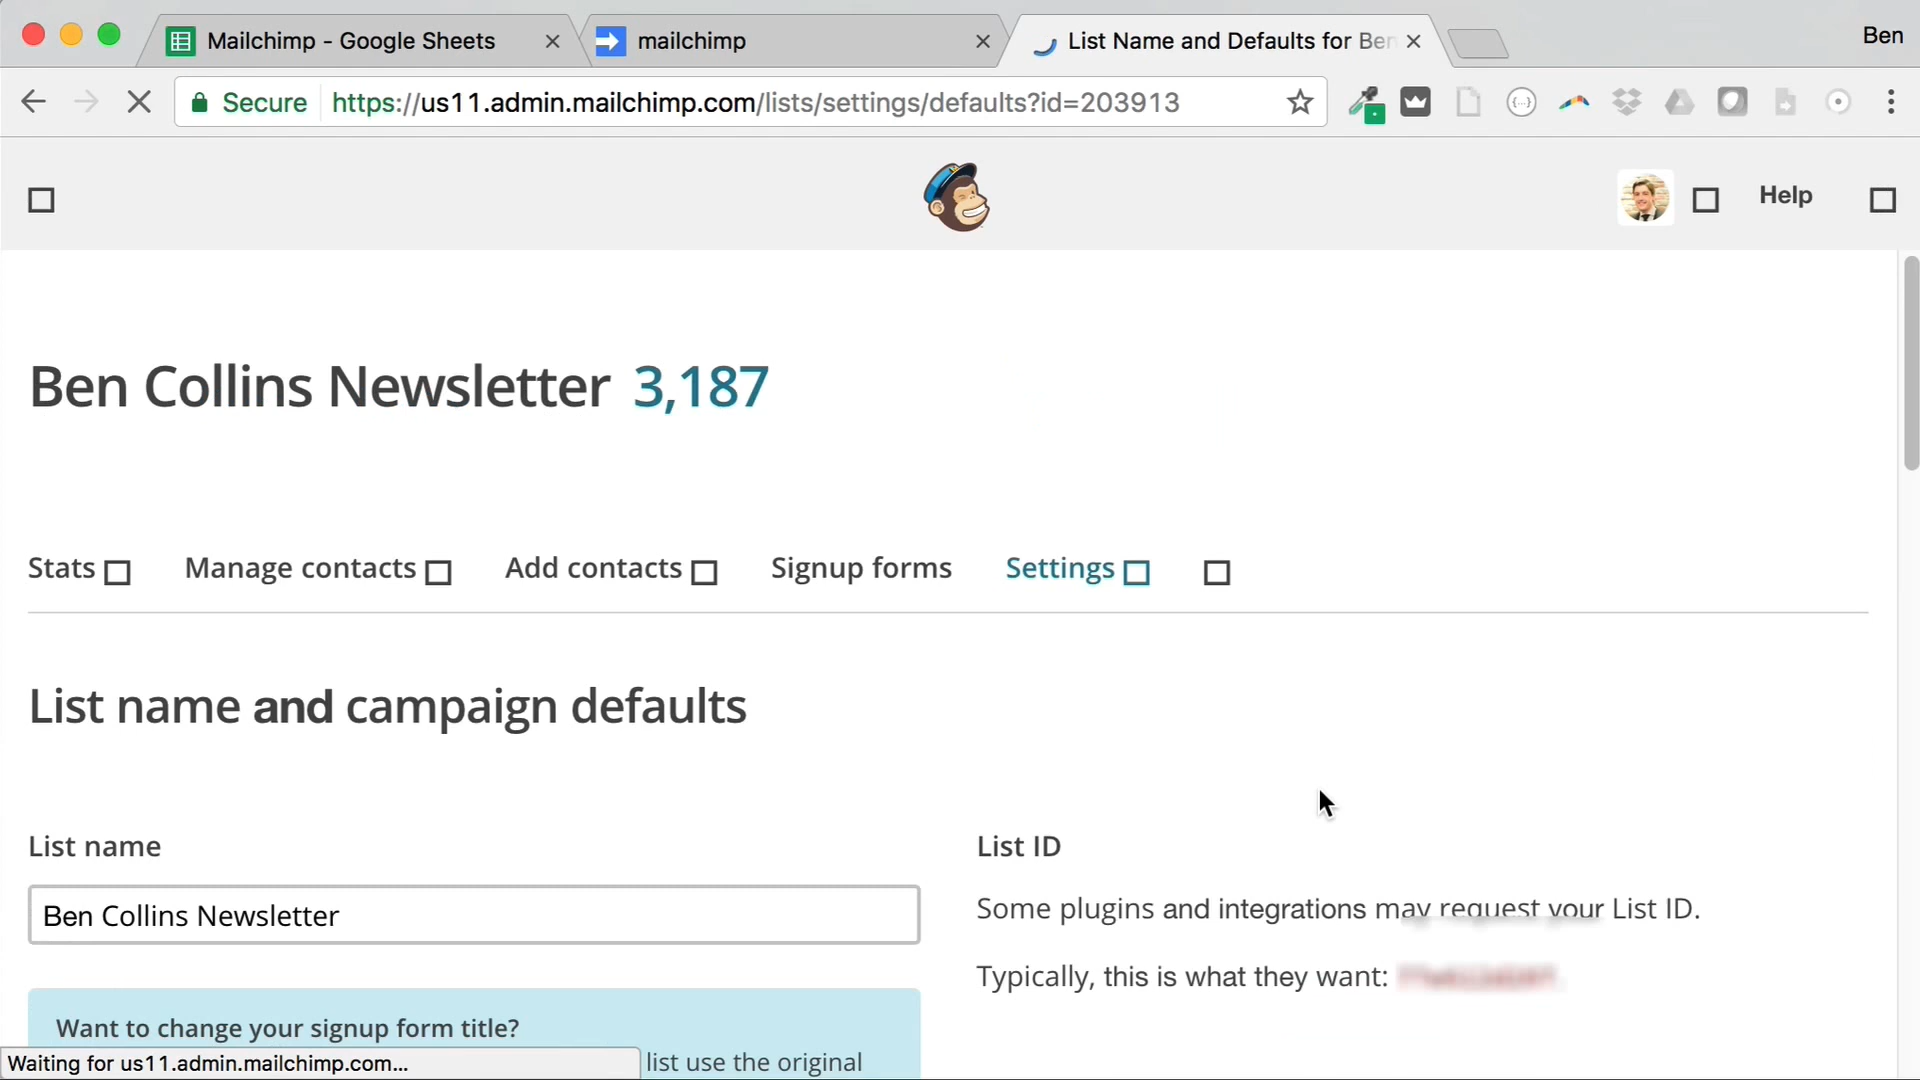 Mailchimp - Google Sheets
mailchimp
List Name and Defaults for Ben
Ben
Secure
https://us11.admin.mailchimp.com/lists/settings/defaults?id=203913
Help
Ben Collins Newsletter 3,187
Stats
Manage contacts
Add contacts
Signup forms
Settings
List name and campaign defaults
List name
List ID
Ben Collins Newsletter
Some plugins and integrations may request your List ID.
Typically, this is what they want:
Want to change your signup form title?
list use the original
Waiting for us11.admin.mailchimp.com...